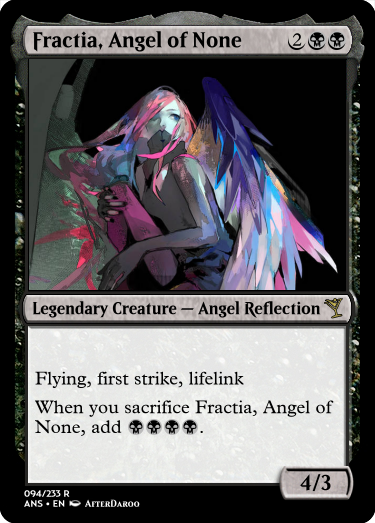 Fractia, Angel of None 2
Legendary Creature — Angel Reflection
Flying, first strike, lifelink
When you sacrifice Fractia, Angel of
None, add .
4/3
094/233 R
ANS • EN AfterDaroo